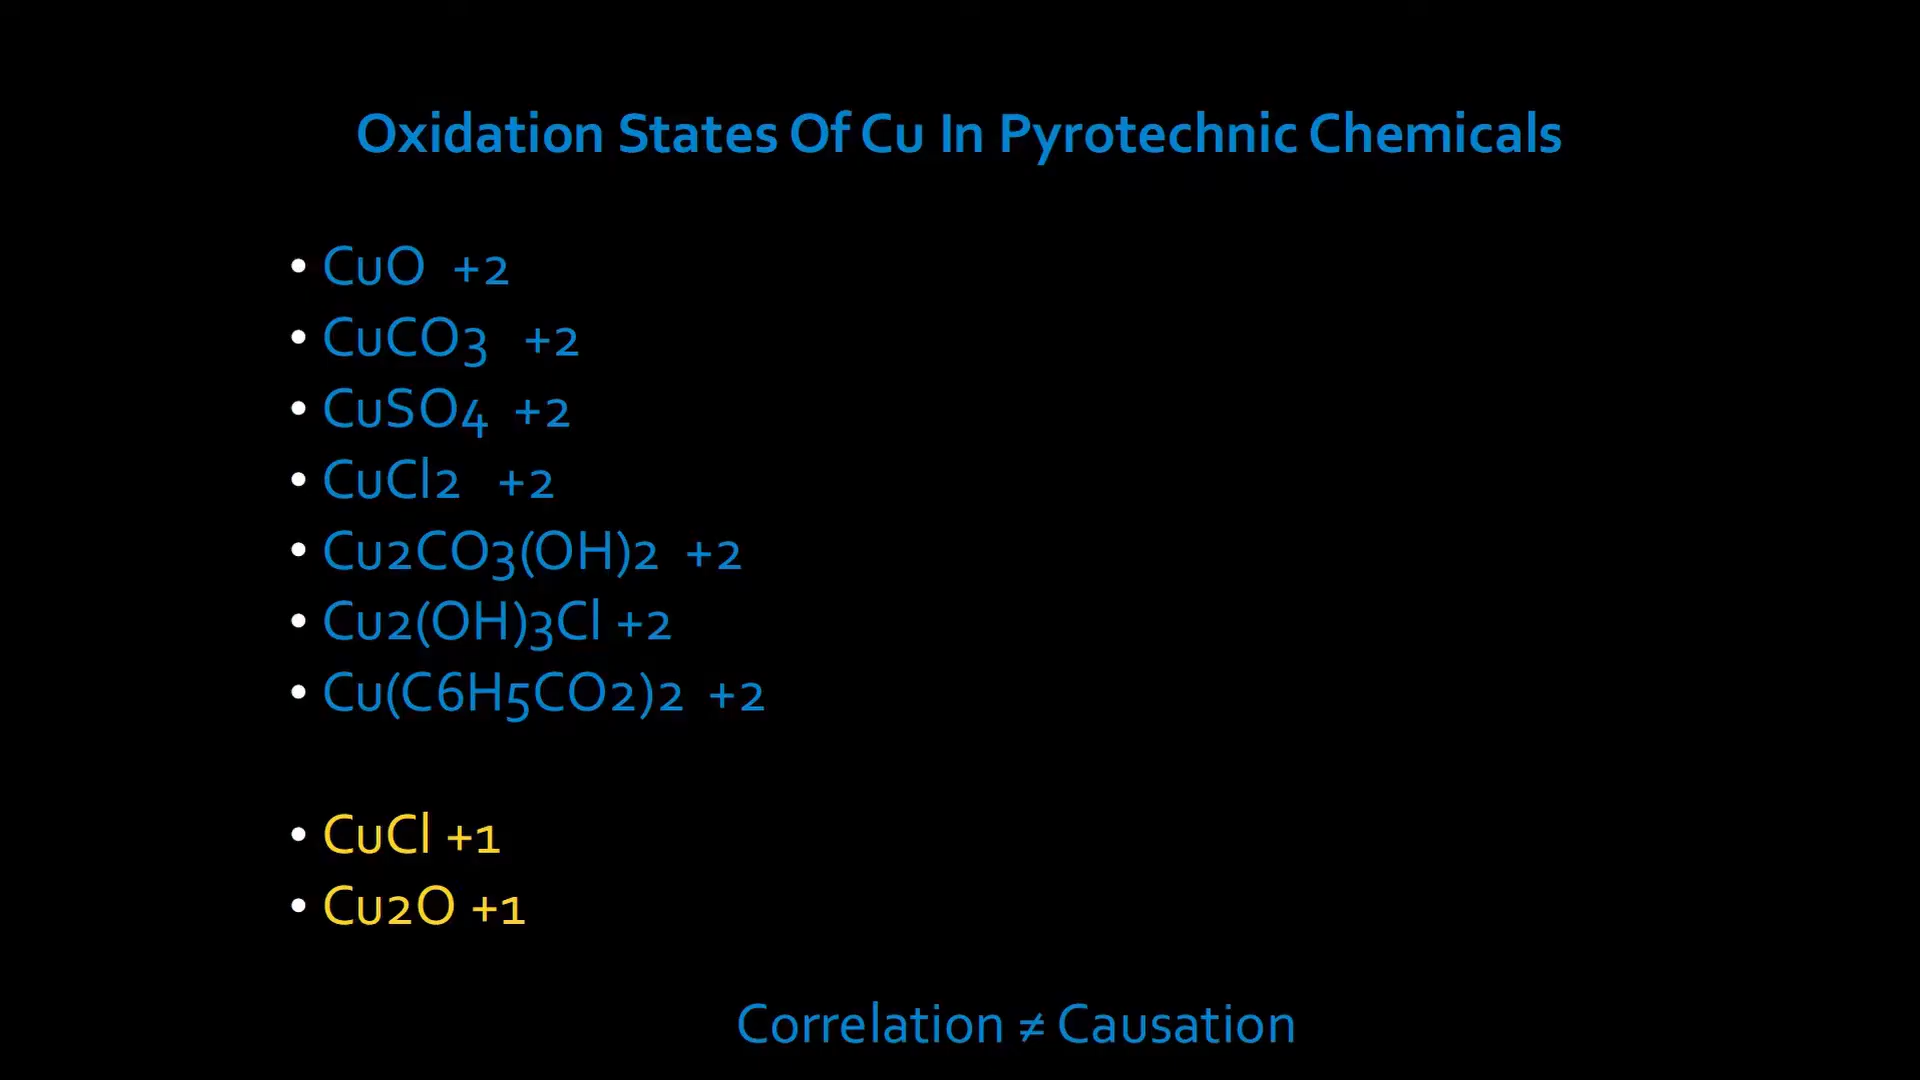 Oxidation States Of Cu In Pyrotechnic Chemicals
• CuO +2
• CuCO3 +2
• CuSO4 +2
• CuCl2 +2
• Cu2CO3(OH)2 +2
• Cu2(OH)3Cl +2
• Cu(C6H5CO2)2 +2
• CuCl +1
• Cu2O +1
Correlation ≠ Causation